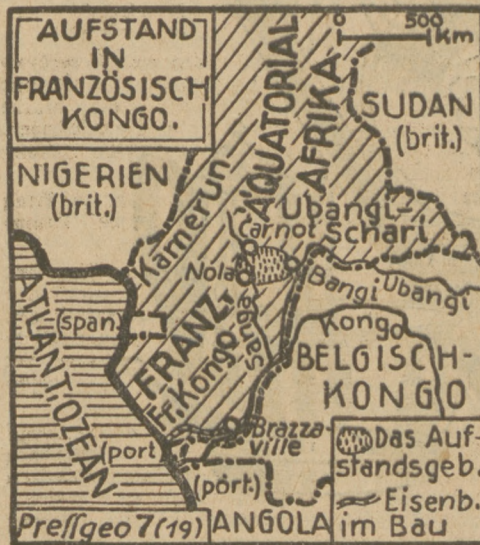 AUFSTAND
IN
FRANZÖSISCH
KONGO.
0 500
km
ÄQUATORIAL
AFRIKA
SUDAN
(brit.)
NIGERIEN
(brit.)
Kamerun
Ubangi-
Schari
Carnot
Nola
Bangi
Ubangi
ATLANT. OZEAN
(span.)
FRANZ.
Fr. Kongo
Sanga
Kongo
BELGISCH-
KONGO
Brazza-
ville
(port.)
(port.)
ANGOLA
Das Auf-
standsgeb.
Eisenb.
im Bau
Preßgeo 7(19)